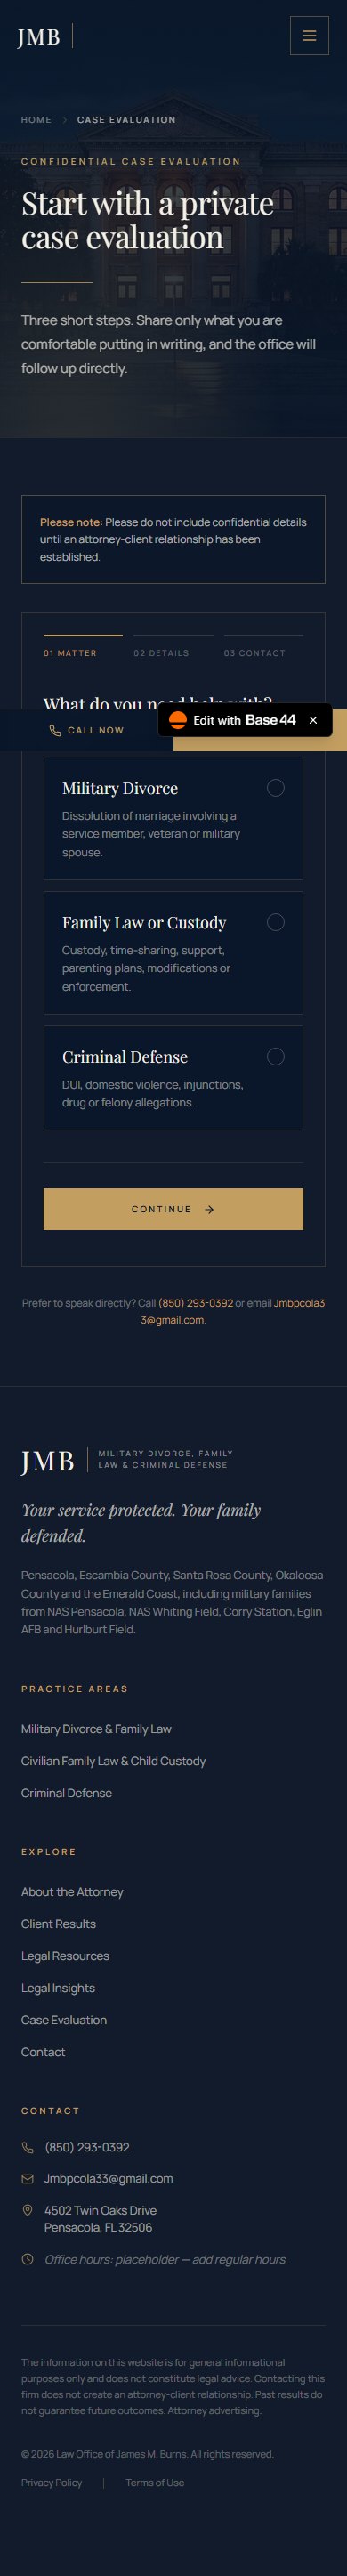 JMB
HOME > CASE EVALUATION
CONFIDENTIAL CASE EVALUATION
Start with a private
case evaluation
Three short steps. Share only what you are
comfortable putting in writing, and the office will
follow up directly.
Please note: Please do not include confidential details
until an attorney-client relationship has been
established.
01 MATTER
02 DETAILS
03 CONTACT
What do you need help with?
CALL NOW
Edit with Base44 ×
Military Divorce
Dissolution of marriage involving a
service member, veteran or military
spouse.
Family Law or Custody
Custody, time-sharing, support,
parenting plans, modifications or
enforcement.
Criminal Defense
DUI, domestic violence, injunctions,
drug or felony allegations.
CONTINUE →
Prefer to speak directly? Call (850) 293-0392 or email Jmbpcola3
3@gmail.com.
JMB
MILITARY DIVORCE, FAMILY
LAW & CRIMINAL DEFENSE
Your service protected. Your family
defended.
Pensacola, Escambia County, Santa Rosa County, Okaloosa
County and the Emerald Coast, including military families
from NAS Pensacola, NAS Whiting Field, Corry Station, Eglin
AFB and Hurlburt Field.
PRACTICE AREAS
Military Divorce & Family Law
Civilian Family Law & Child Custody
Criminal Defense
EXPLORE
About the Attorney
Client Results
Legal Resources
Legal Insights
Case Evaluation
Contact
CONTACT
(850) 293-0392
Jmbpcola33@gmail.com
4502 Twin Oaks Drive
Pensacola, FL 32506
Office hours: placeholder — add regular hours
The information on this website is for general informational
purposes only and does not constitute legal advice. Contacting this
firm does not create an attorney-client relationship. Past results do
not guarantee future outcomes. Attorney advertising.
© 2026 Law Office of James M. Burns. All rights reserved.
Privacy Policy | Terms of Use